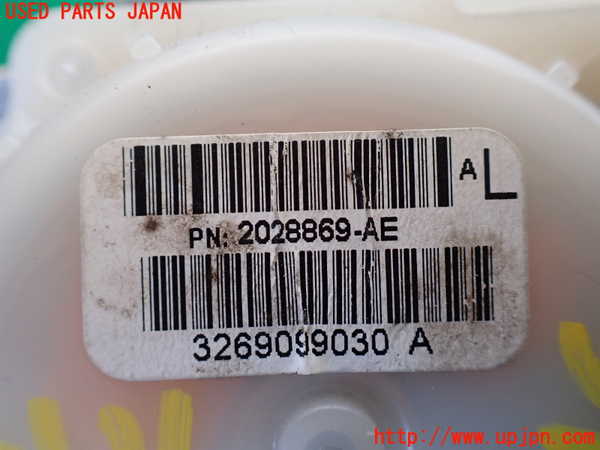 USED PARTS JAPAN
A L
PN: 2028869-AE
3269099030 A
http://www.upjpn.com/